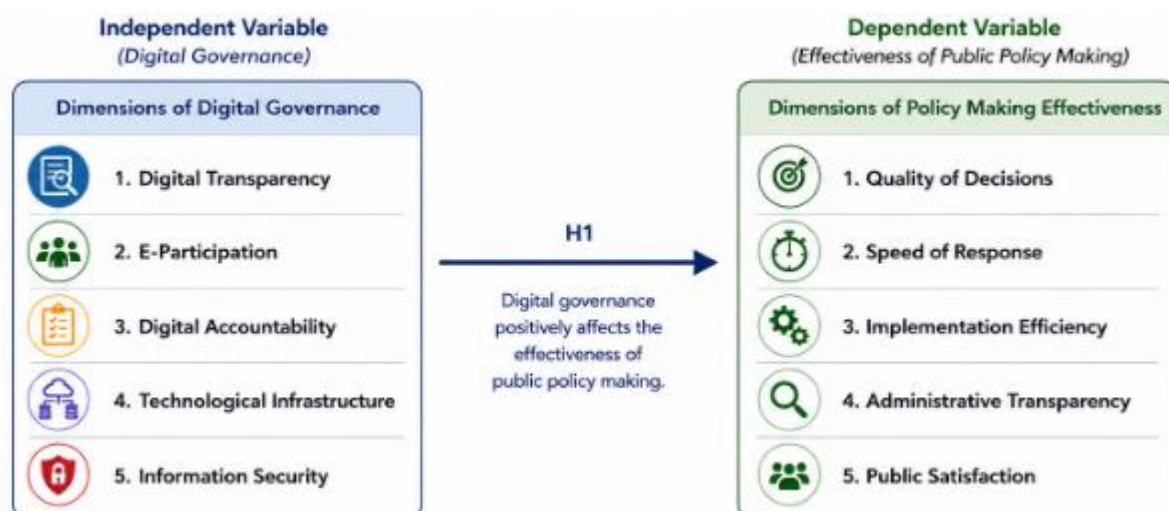 Independent Variable
(Digital Governance)
Dimensions of Digital Governance
1. Digital Transparency
2. E-Participation
3. Digital Accountability
4. Technological Infrastructure
5. Information Security
H1
Digital governance
positively affects the
effectiveness of
public policy making.
Dependent Variable
(Effectiveness of Public Policy Making)
Dimensions of Policy Making Effectiveness
1. Quality of Decisions
2. Speed of Response
3. Implementation Efficiency
4. Administrative Transparency
5. Public Satisfaction